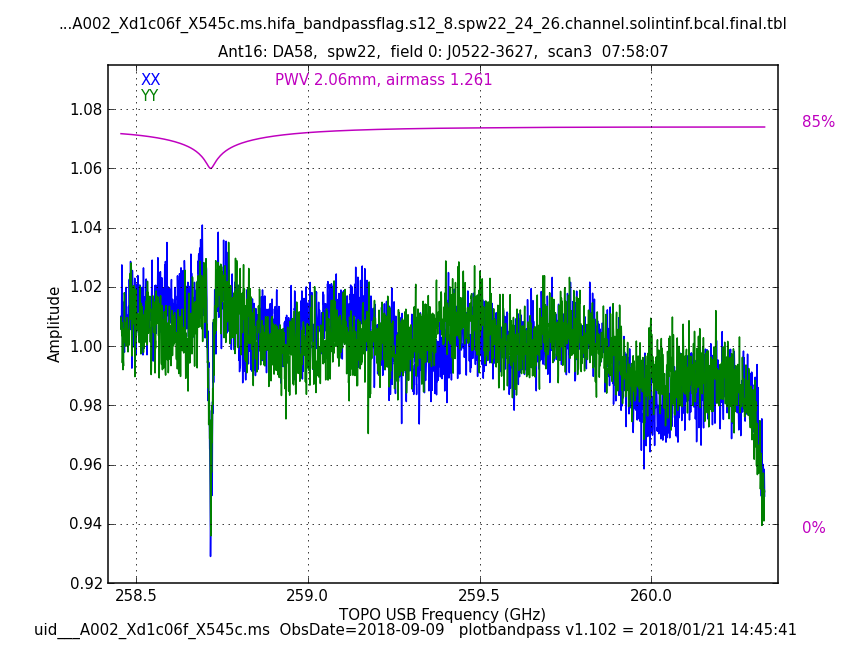 ...A002_Xd1c06f_X545c.ms.hifa_bandpassflag.s12_8.spw22_24_26.channel.solintinf.bcal.final.tbl
Ant16: DA58,  spw22,  field 0: J0522-3627,  scan3  07:58:07
XX
PWV 2.06mm, airmass 1.261
YY
1.08
85%
1.06
1.04
1.02
1.00
0.98
0.96
0.94
0%
0.92
Amplitude
258.5
259.0
259.5
260.0
TOPO USB Frequency (GHz)
uid___A002_Xd1c06f_X545c.ms  ObsDate=2018-09-09   plotbandpass v1.102 = 2018/01/21 14:45:41